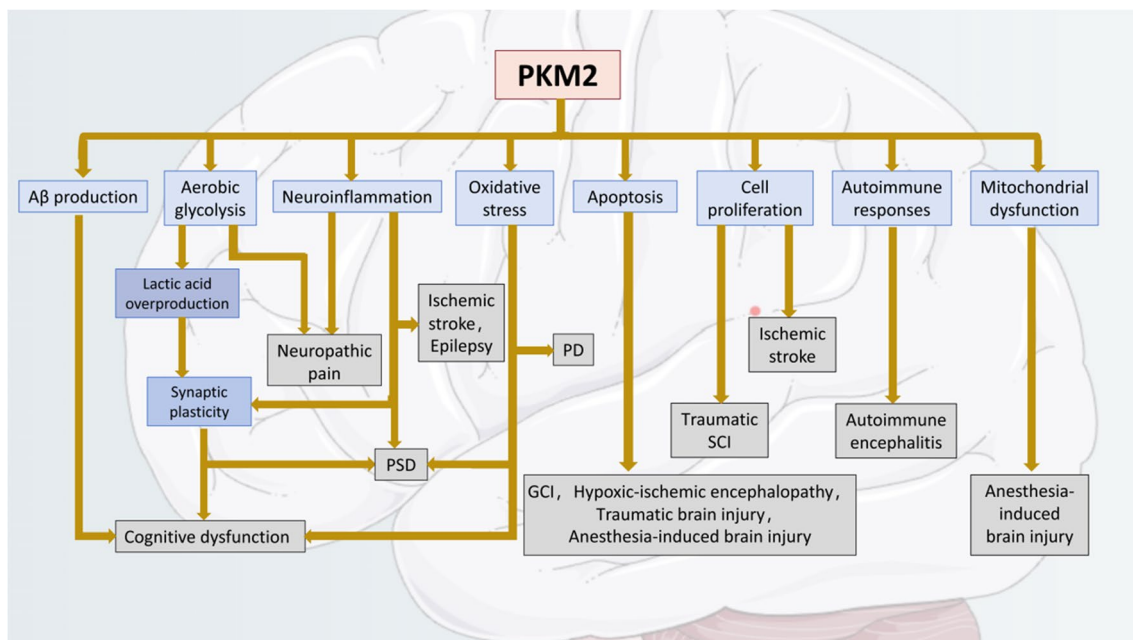 PKM2
Aβ production
Aerobic
glycolysis
Neuroinflammation
Oxidative
stress
Apoptosis
Cell
proliferation
Autoimmune
responses
Mitochondrial
dysfunction
Lactic acid
overproduction
Ischemic
stroke,
Epilepsy
Neuropathic
pain
PD
Ischemic
stroke
Synaptic
plasticity
Traumatic
SCI
Autoimmune
encephalitis
PSD
GCI, Hypoxic-ischemic encephalopathy,
Traumatic brain injury,
Anesthesia-induced brain injury
Anesthesia-
induced
brain injury
Cognitive dysfunction